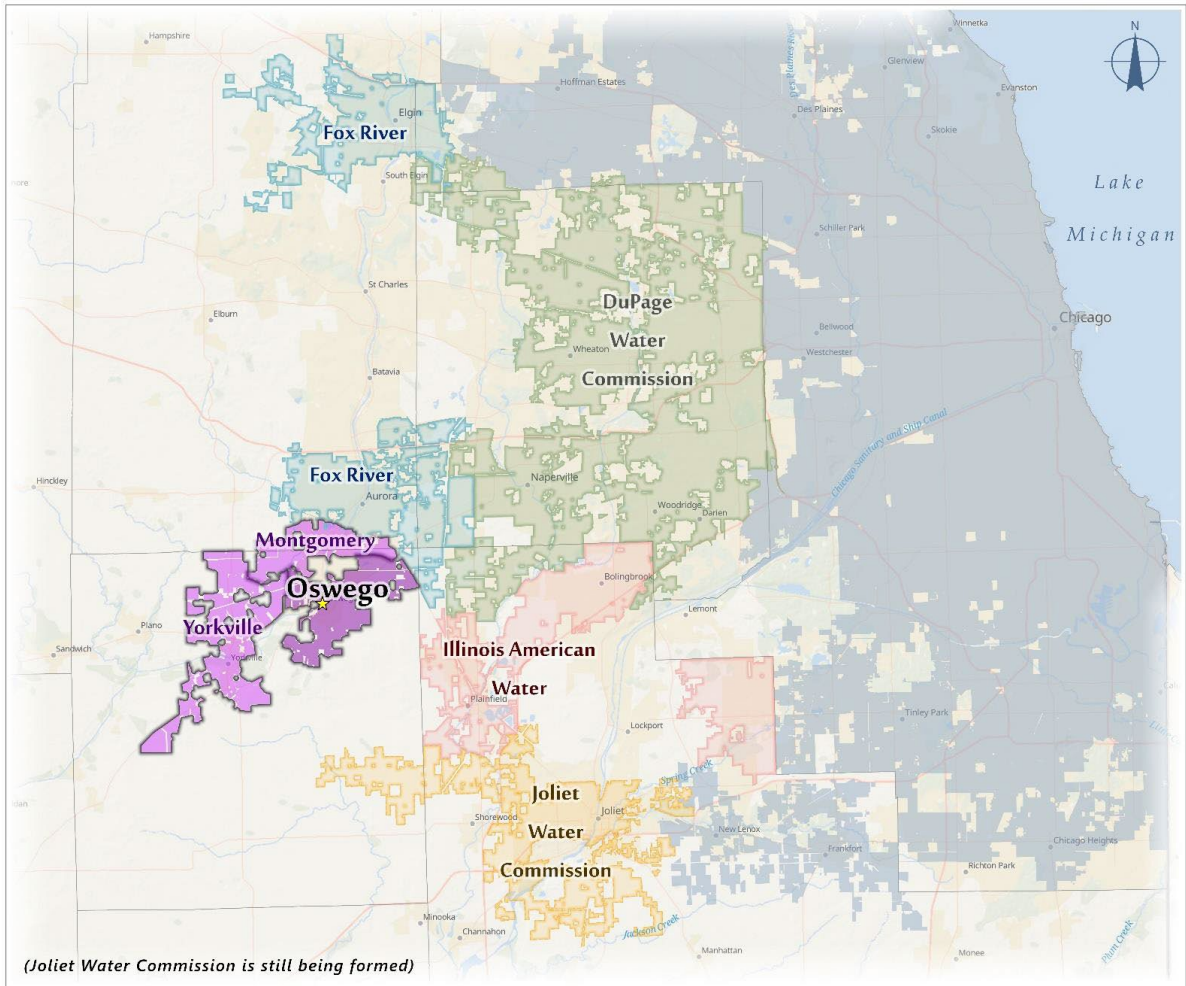 Winnetka
N
Hampshire
Glenview
Hoffman Estates
Des Plaines River
Evanston
Elgin
Des Plaines
Fox River
Skokie
South Elgin
Lake
Michigan
Schiller Park
St Charles
DuPage
Elburn
Chicago
Bellwood
Water
Wheaton
Westchester
Batavia
Commission
Chicago Sanitary and Ship Canal
Fox River
Naperville
Hinckley
Aurora
Woodridge
Darien
Montgomery
Bolingbrook
Oswego
Lemont
Plano
Yorkville
Sandwich
Illinois American
Yorkville
Water
Plainfield
Tinley Park
Lockport
Spring Creek
Joliet
Joliet
Shorewood
Water
New Lenox
Chicago Heights
Frankfort
Commission
Richton Park
Minooka
Jackson Creek
Channahon
Manhattan
Monee
Plum Creek
(Joliet Water Commission is still being formed)